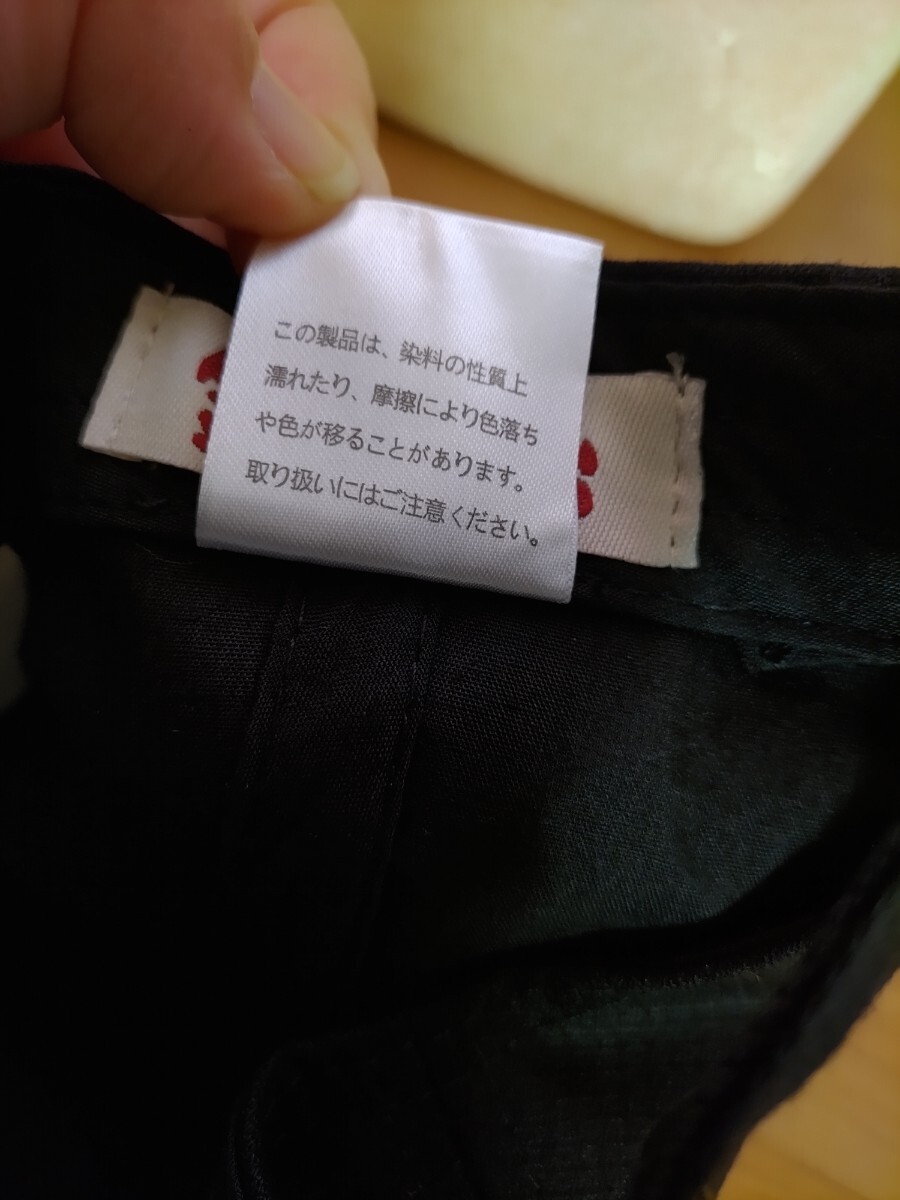 この製品は、染料の性質上
濡れたり、摩擦により色落ち
や色が移ることがあります。
取り扱いにはご注意ください。